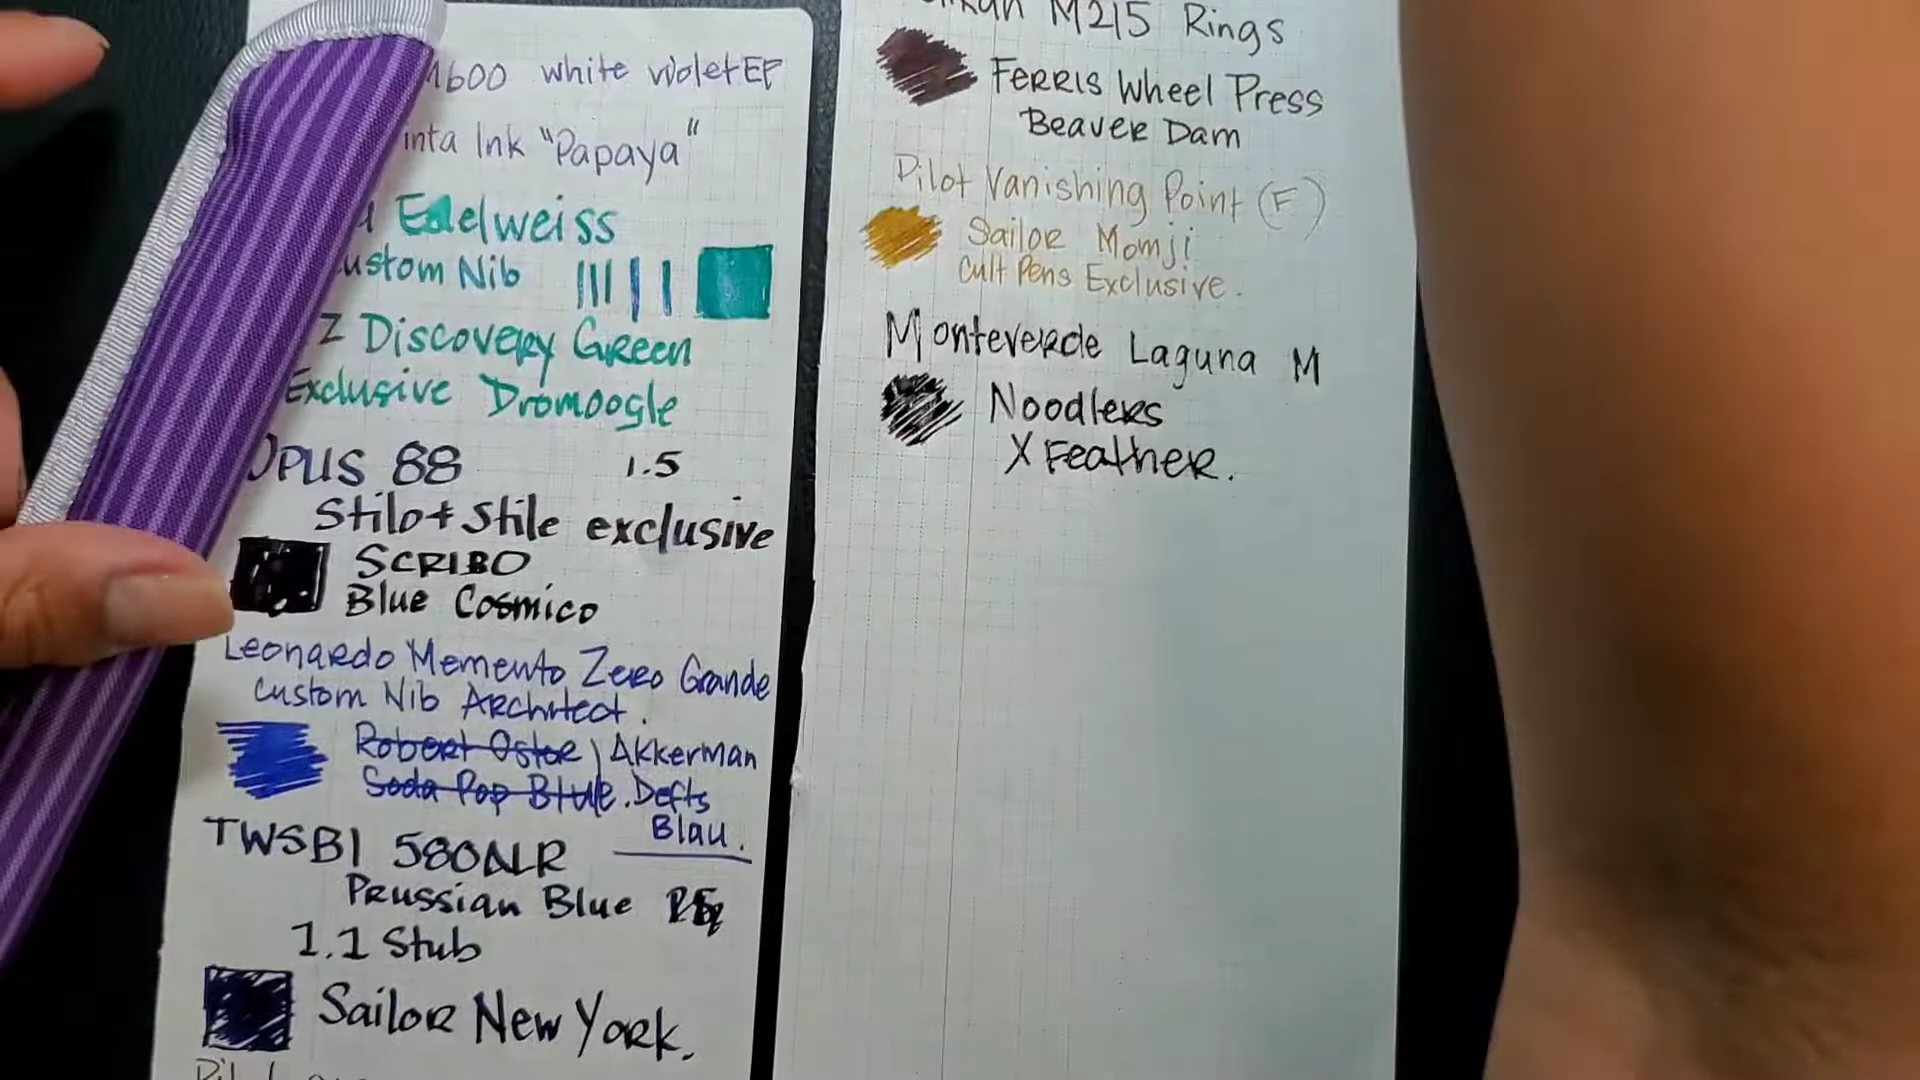 M600 white violet EF
inta Ink "Papaya"
Edelweiss
ustom Nib
Z Discovery Green
Exclusive Dromoogle
Opus 88 1.5
Stilo + Stile exclusive
SCRIBO
Blue Cosmico
Leonardo Memento Zero Grande
Custom Nib Architect.
Robert Oster Akkerman
Soda Pop Blue. Defts
Blau.
TWSBI 580ALR
Prussian Blue
1.1 Stub
Sailor New York.
M215 Rings
Ferris Wheel Press
Beaver Dam
Pilot Vanishing Point (F)
Sailor Momji
Cult Pens Exclusive.
Monteverde Laguna M
Noodlers
X Feather.